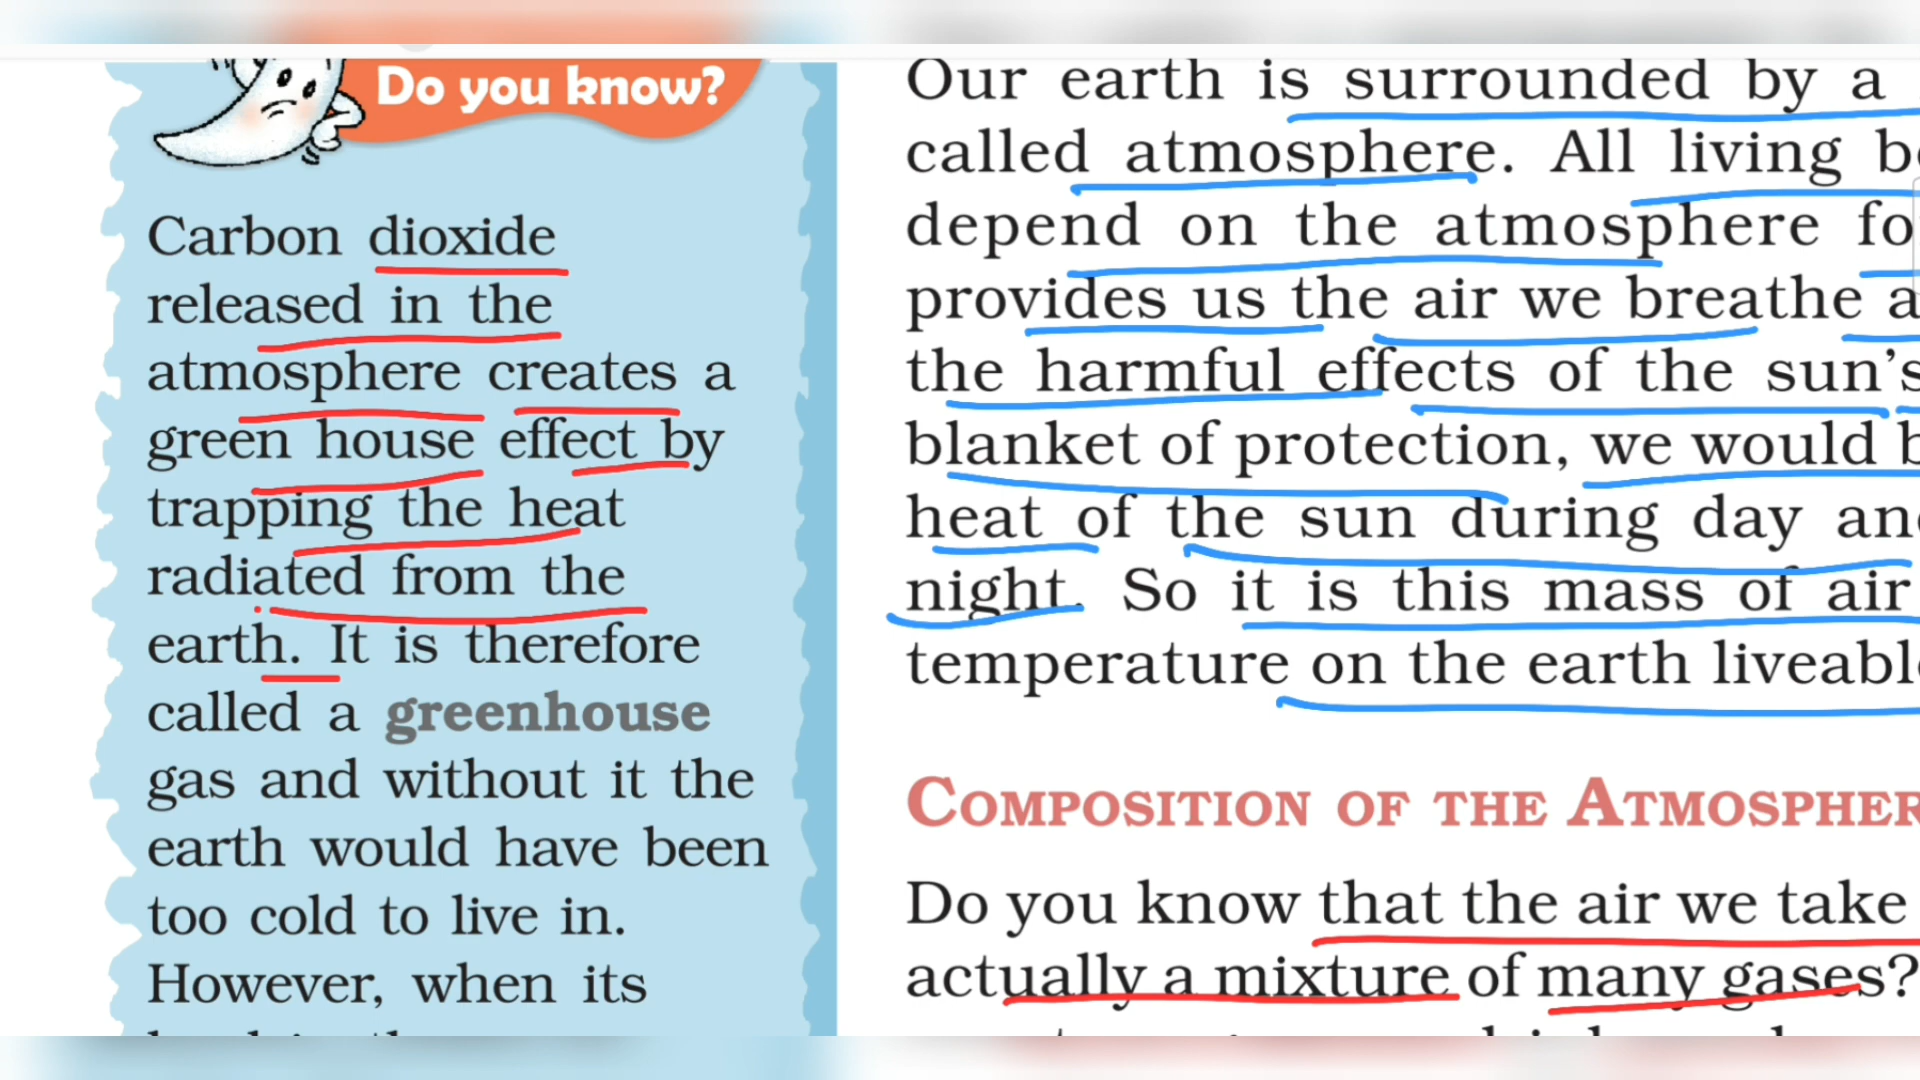 Do you know?
Carbon dioxide
released in the
atmosphere creates a
green house effect by
trapping the heat
radiated from the
earth. It is therefore
called a greenhouse
gas and without it the
earth would have been
too cold to live in.
However, when its
Our earth is surrounded by a
called atmosphere. All living
depend on the atmosphere
provides us the air we breathe
the harmful effects of the sun's
blanket of protection, we would
heat of the sun during day
night. So it is this mass of air
temperature on the earth
COMPOSITION OF THE
Do you know that the air we take
actually a mixture of many gases?